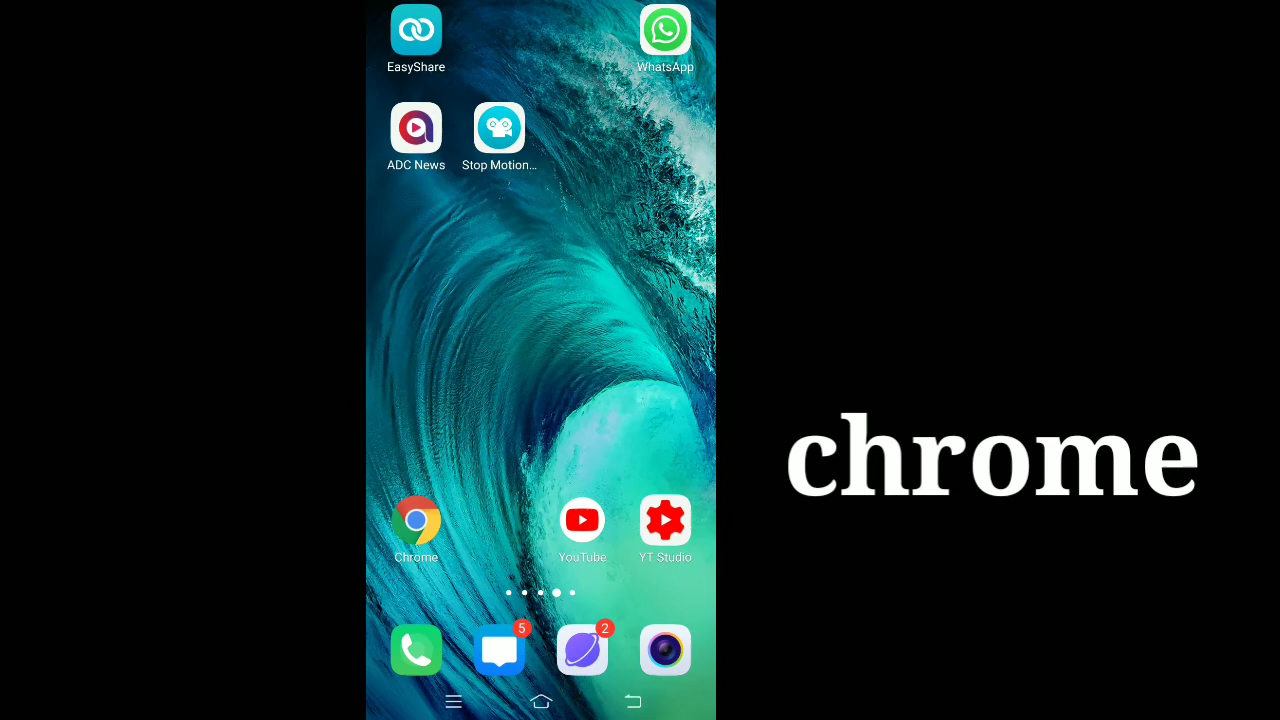 EasyShare
WhatsApp
ADC News
Stop Motion...
chrome
Chrome
YouTube
YT Studio
5
2